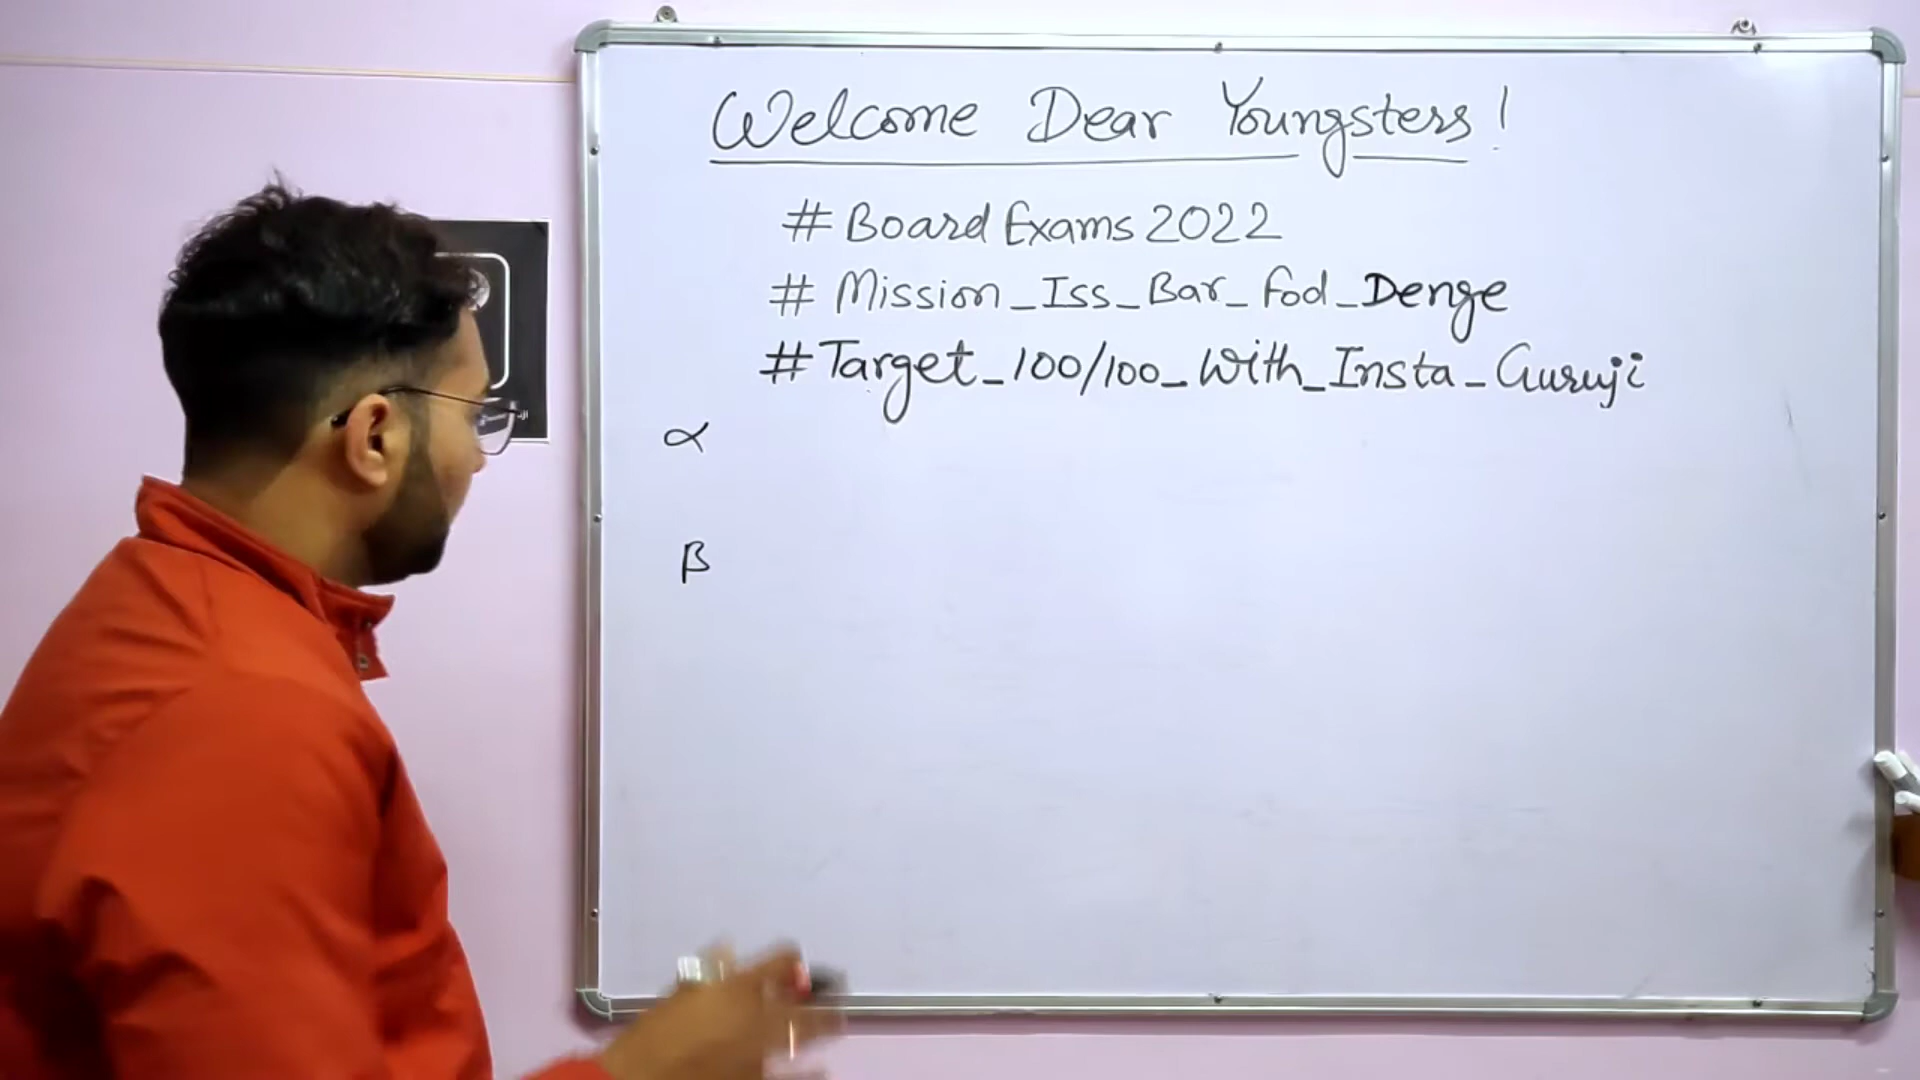 Welcome Dear Youngsters!
# Board Exams 2022
# Mission_Iss_Bar_Fod_Denge
# Target_100/100_With_Insta_Guruji
α
β